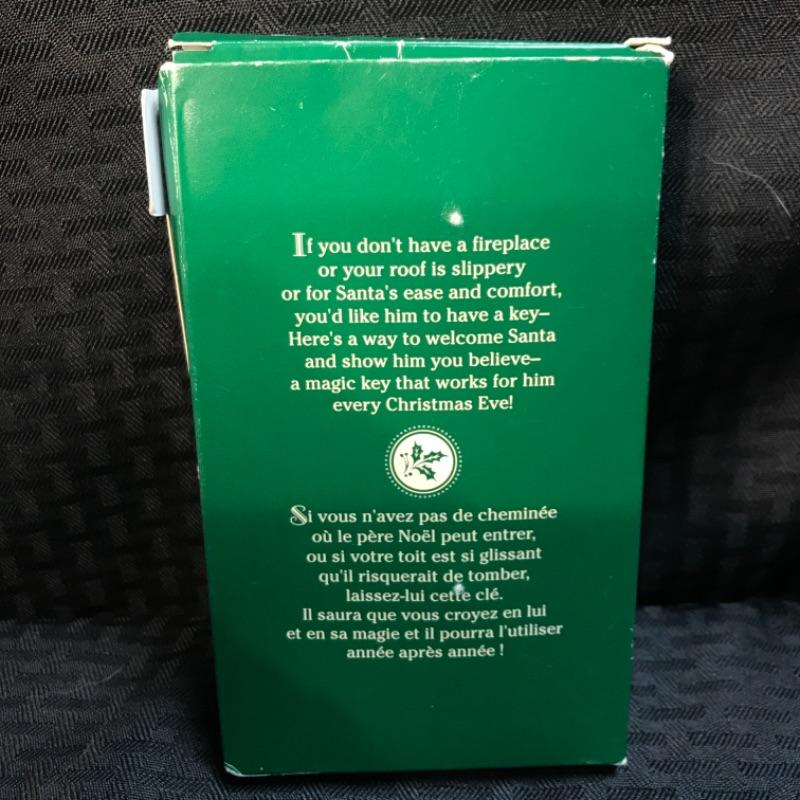 If you don't have a fireplace
or your roof is slippery
or for Santa's ease and comfort,
you'd like him to have a key–
Here's a way to welcome Santa
and show him you believe–
a magic key that works for him
every Christmas Eve!
Si vous n'avez pas de cheminée
où le père Noël peut entrer,
ou si votre toit est si glissant
qu'il risquerait de tomber,
laissez-lui cette clé.
Il saura que vous croyez en lui
et en sa magie et il pourra l'utiliser
année après année !